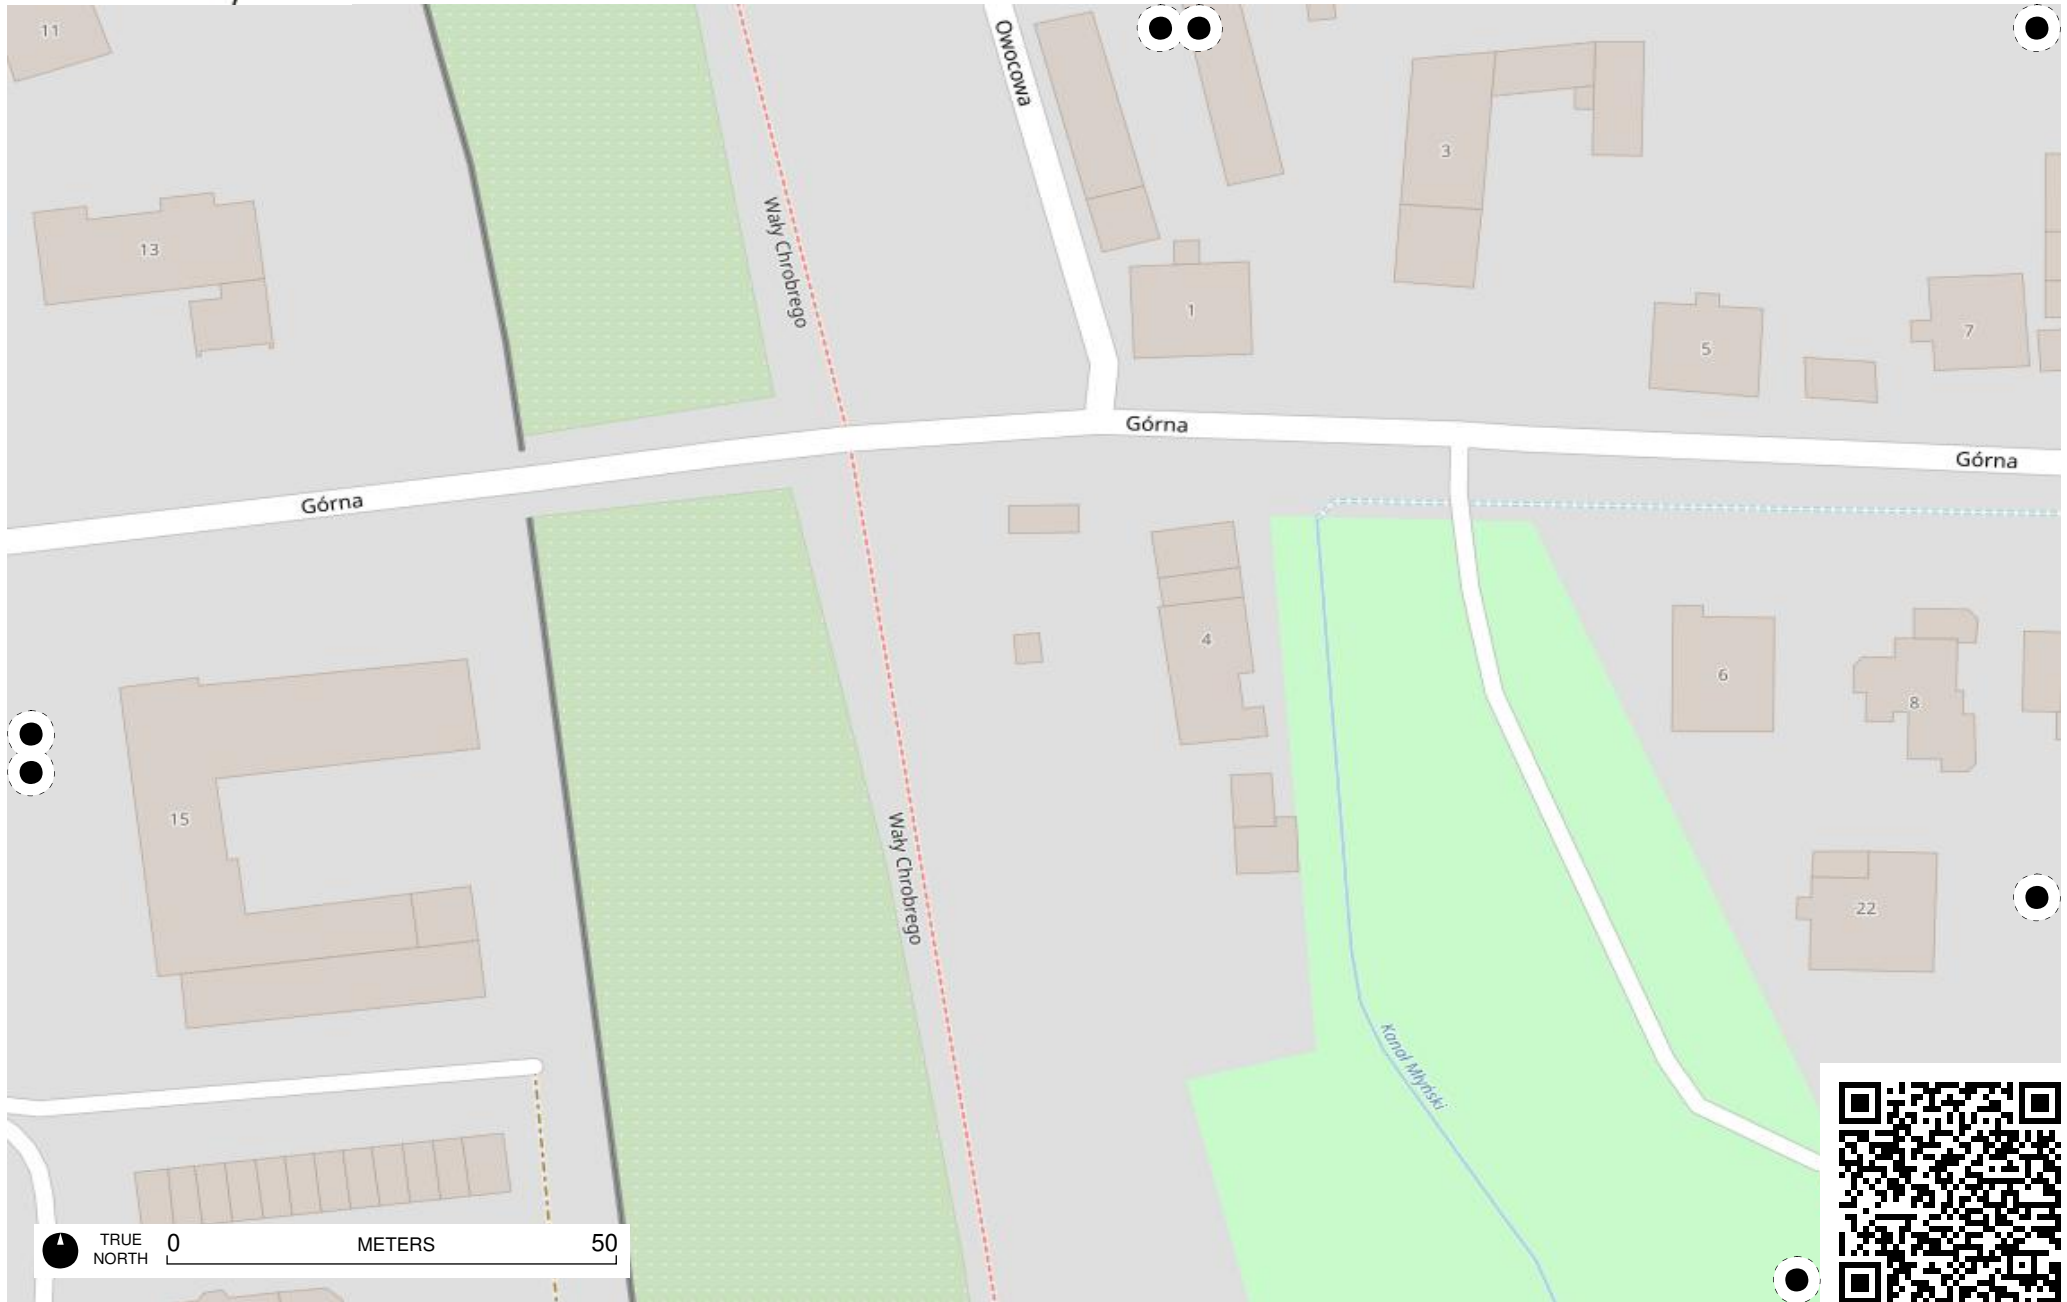 11
Owocowa
3
13
Wały Chrobrego
1
5
7
Górna
Górna
Górna
4
6
8
15
Wały Chrobrego
22
Kanał Młyński
TRUE NORTH
0 METERS 50